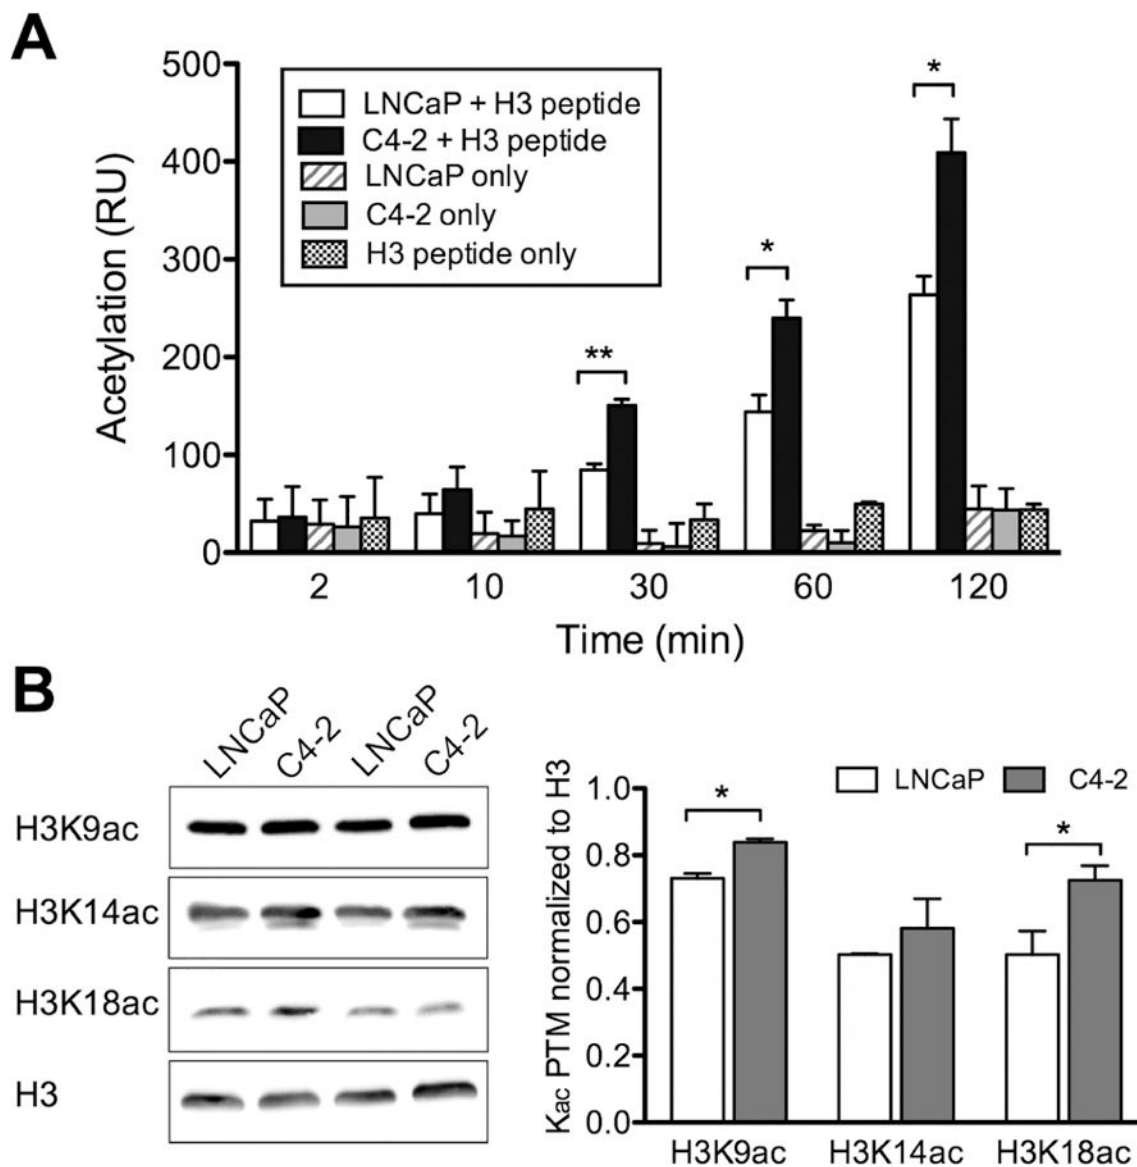 A
500
400
300
200
100
0
Acetylation (RU)
LNCaP + H3 peptide
C4-2 + H3 peptide
LNCaP only
C4-2 only
H3 peptide only
**
*
*
2 10 30 60 120
Time (min)
B
LNCaP C4-2 LNCaP C4-2
H3K9ac
H3K14ac
H3K18ac
H3
LNCaP C4-2
1.0
0.8
0.6
0.4
0.2
0.0
Kac PTM normalized to H3
*
*
H3K9ac H3K14ac H3K18ac